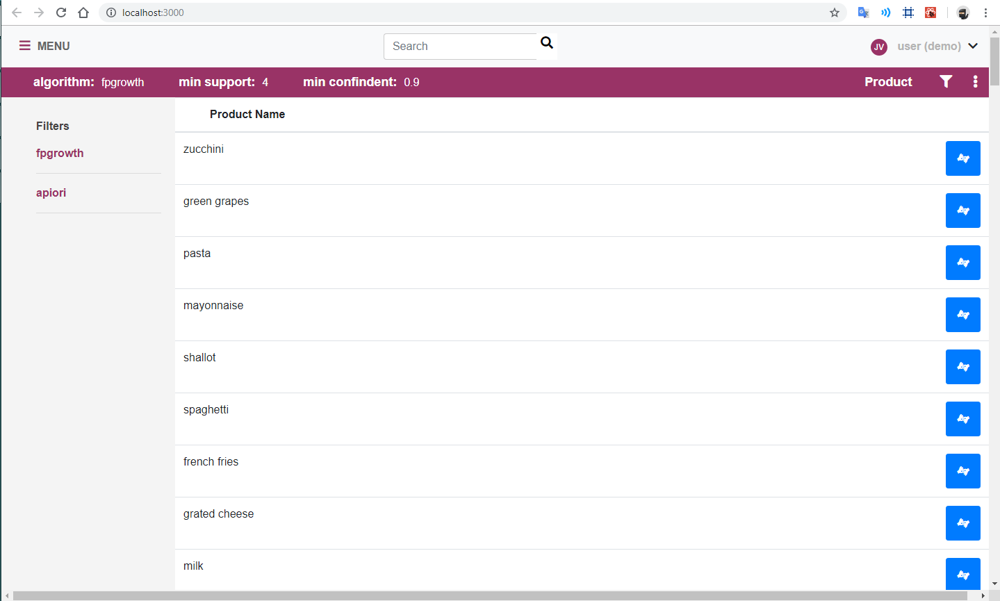 localhost:3000
MENU
Search
JV
user (demo)
algorithm: fpgrowth
min support: 4
min confindent: 0.9
Product
Filters
fpgrowth
apiori
Product Name
zucchini
green grapes
pasta
mayonnaise
shallot
spaghetti
french fries
grated cheese
milk